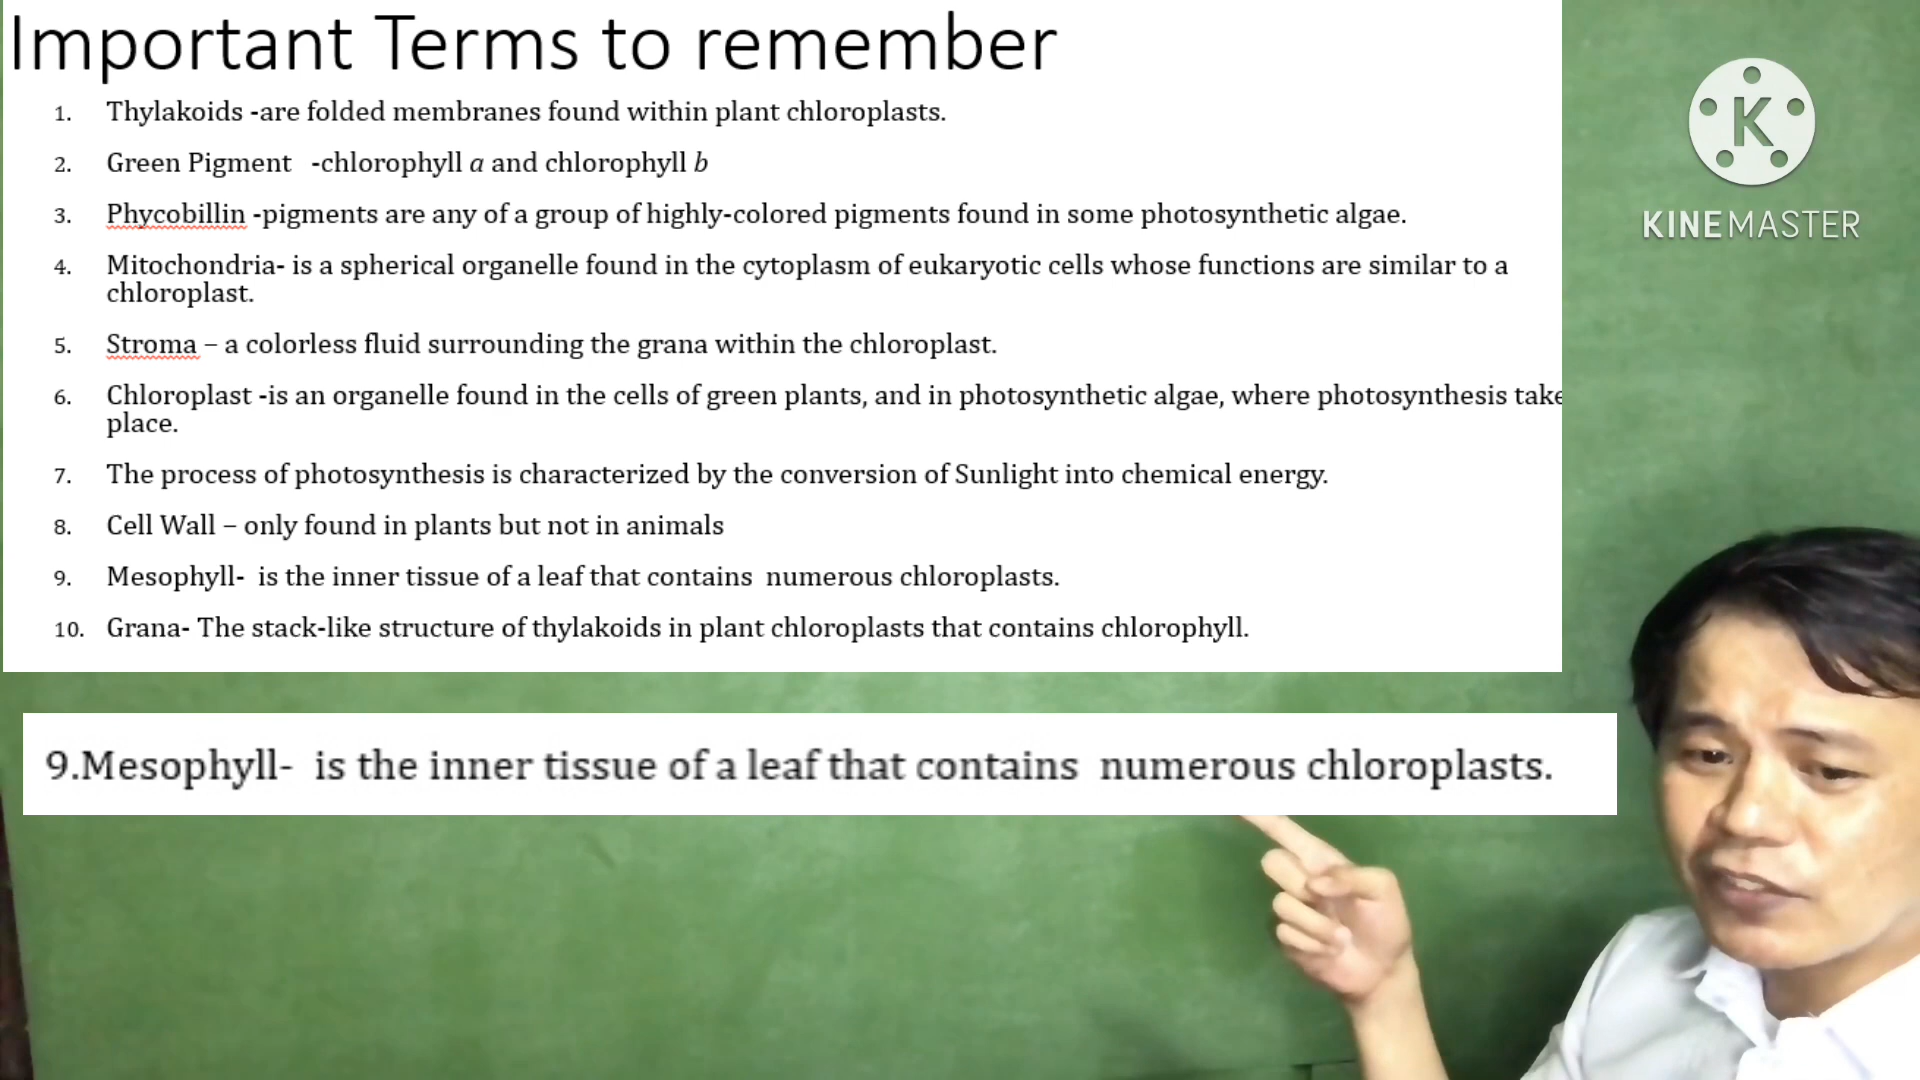 Important Terms to remember
1. Thylakoids -are folded membranes found within plant chloroplasts.
2. Green Pigment -chlorophyll a and chlorophyll b
3. Phycobillin -pigments are any of a group of highly-colored pigments found in some photosynthetic algae.
4. Mitochondria- is a spherical organelle found in the cytoplasm of eukaryotic cells whose functions are similar to a
chloroplast.
5. Stroma – a colorless fluid surrounding the grana within the chloroplast.
6. Chloroplast -is an organelle found in the cells of green plants, and in photosynthetic algae, where photosynthesis take
place.
7. The process of photosynthesis is characterized by the conversion of Sunlight into chemical energy.
8. Cell Wall – only found in plants but not in animals
9. Mesophyll- is the inner tissue of a leaf that contains numerous chloroplasts.
10. Grana- The stack-like structure of thylakoids in plant chloroplasts that contains chlorophyll.
K
KINEMASTER
9.Mesophyll- is the inner tissue of a leaf that contains numerous chloroplasts.